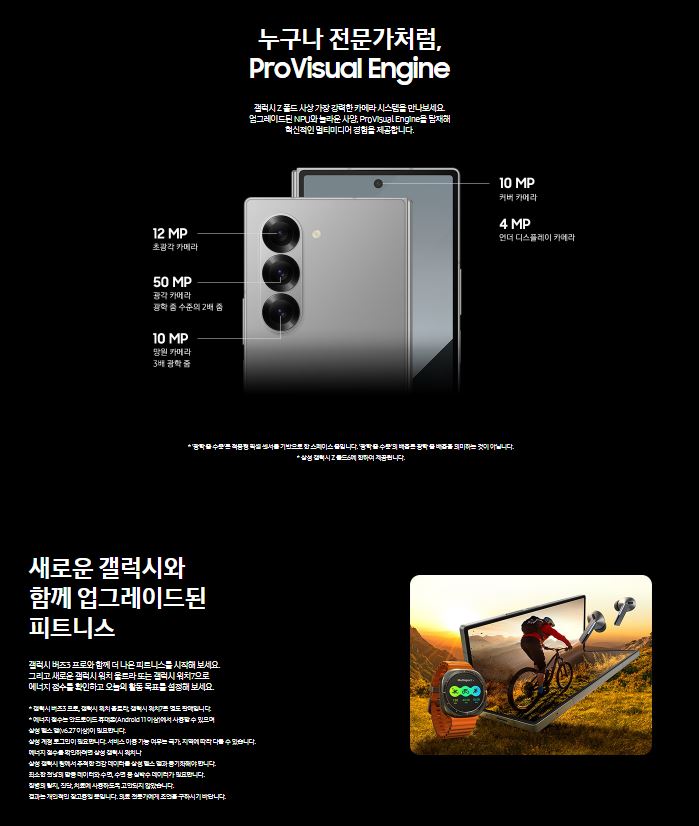 누구나 전문가처럼,
ProVisual Engine
갤럭시 Z 폴드 사상 가장 강력한 카메라 시스템을 만나보세요.
업그레이드된 NPU와 놀라운 사양, ProVisual Engine을 탑재해
혁신적인 멀티미디어 경험을 제공합니다.
12 MP
초광각 카메라
50 MP
광각 카메라
광학 줌 수준의 2배 줌
10 MP
망원 카메라
3배 광학 줌
10 MP
커버 카메라
4 MP
언더 디스플레이 카메라
* '광학 줌 수준'은 적응형 픽셀 센서를 기반으로 한 스페이스 줌입니다. '광학 줌 수준'의 배율은 광학 줌 배율을 의미하는 것이 아닙니다.
* 삼성 갤럭시 Z 폴드6에 한하여 제공됩니다.
새로운 갤럭시와
함께 업그레이드된
피트니스
갤럭시 버즈3 프로와 함께 더 나은 피트니스를 시작해 보세요.
그리고 새로운 갤럭시 워치 울트라 또는 갤럭시 워치7으로
에너지 점수를 확인하고 오늘의 활동 목표를 설정해 보세요.
* 갤럭시 버즈3 프로, 갤럭시 워치 울트라, 갤럭시 워치7은 별도 판매입니다.
* 에너지 점수는 안드로이드 휴대폰(Android 11 이상)에서 사용할 수 있으며
삼성 헬스 앱(v6.27 이상)이 필요합니다.
삼성 계정 로그인이 필요합니다. 서비스 이용 가능 여부는 국가, 지역에 따라 다를 수 있습니다.
에너지 점수를 확인하려면 삼성 갤럭시 워치나
삼성 갤럭시 링에서 추적한 건강 데이터를 삼성 헬스 앱과 동기화해야 합니다.
최소한 전날의 활동 데이터와 수면, 수면 중 심박수 데이터가 필요합니다.
질병의 탐지, 진단, 치료에 사용하도록 고안되지 않았습니다.
결과는 개인적인 참고용일 뿐입니다. 의료 전문가에게 조언을 구하시기 바랍니다.